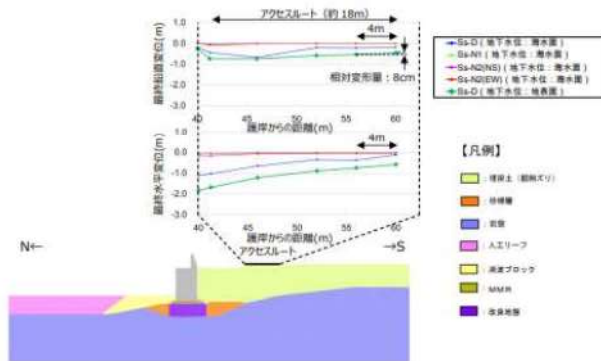 アクセスルート（約18m）
4m
最終鉛直変位(m)
1.0
0.0
-1.0
-2.0
-3.0
40 45 50 55 60
相対変形量：8cm
護岸からの距離(m)
4m
最終水平変位(m)
1.0
0.0
-1.0
-2.0
-3.0
40 45 50 55 60
護岸からの距離(m)
アクセスルート
N←
→S
Ss-D（地下水位：海水面）
Ss-N1（地下水位：海水面）
Ss-N2(NS)（地下水位：海水面）
Ss-N2(EW)（地下水位：海水面）
Ss-D（地下水位：地表面）
【凡例】
：埋戻土（掘削ズリ）
：砂礫層
：岩盤
：人工リーフ
：消波ブロック
：MMR
：改良地盤